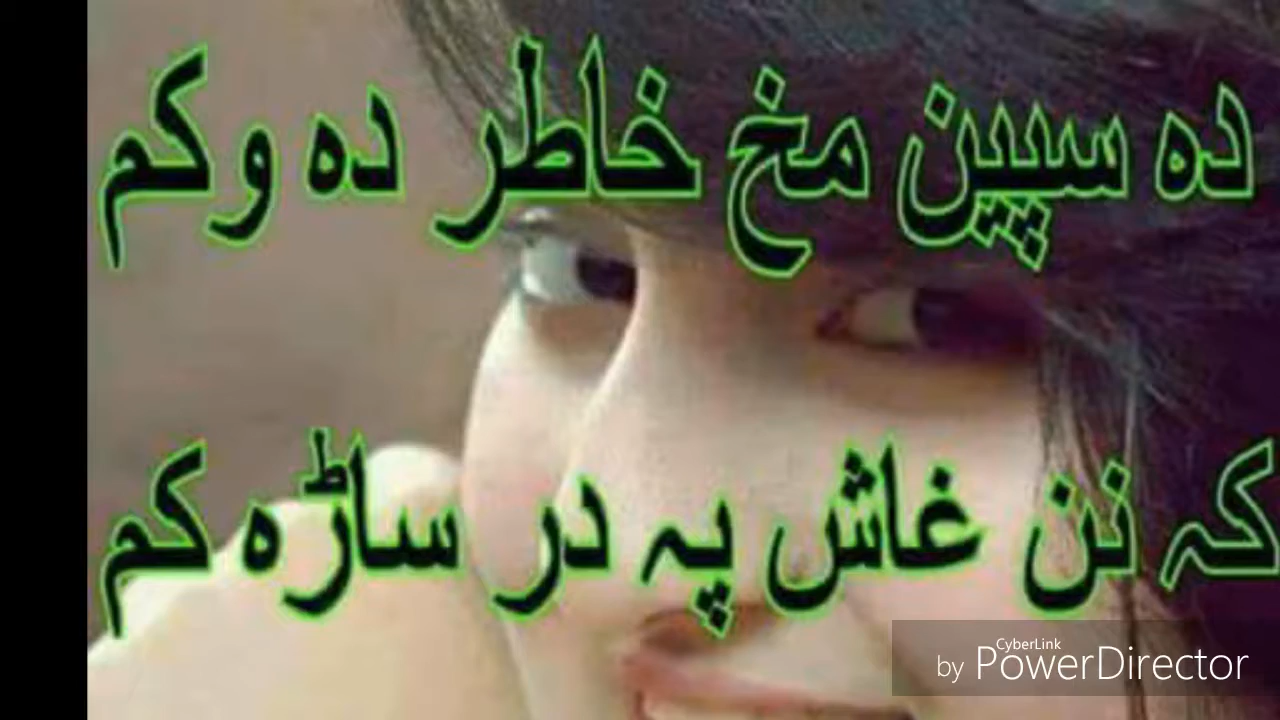 ده سپین مخ خاطر ده وکم
که نن غاش په در ساړه کم
CyberLink
by PowerDirector